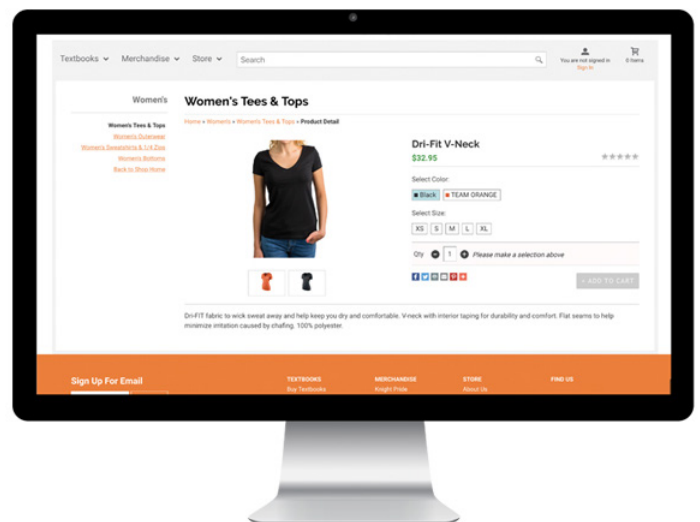 Textbooks Merchandise Store Search You are not signed in 0 Items
Sign In
Women's
Women's Tees & Tops
Women's Outerwear
Women's Sweatshirts & 1/4 Zips
Women's Bottoms
Back to Shop Home
Women's Tees & Tops
Home » Women's » Women's Tees & Tops » Product Detail
Dri-Fit V-Neck
$32.95
Select Color:
Black TEAM ORANGE
Select Size:
XS S M L XL
Qty 1 Please make a selection above
+ ADD TO CART
Dri-FIT fabric to wick sweat away and help keep you dry and comfortable. V-neck with interior taping for durability and comfort. Flat seams to help
minimize irritation caused by chafing. 100% polyester.
Sign Up For Email
TEXTBOOKS MERCHANDISE STORE FIND US
Buy Textbooks Knight Pride About Us